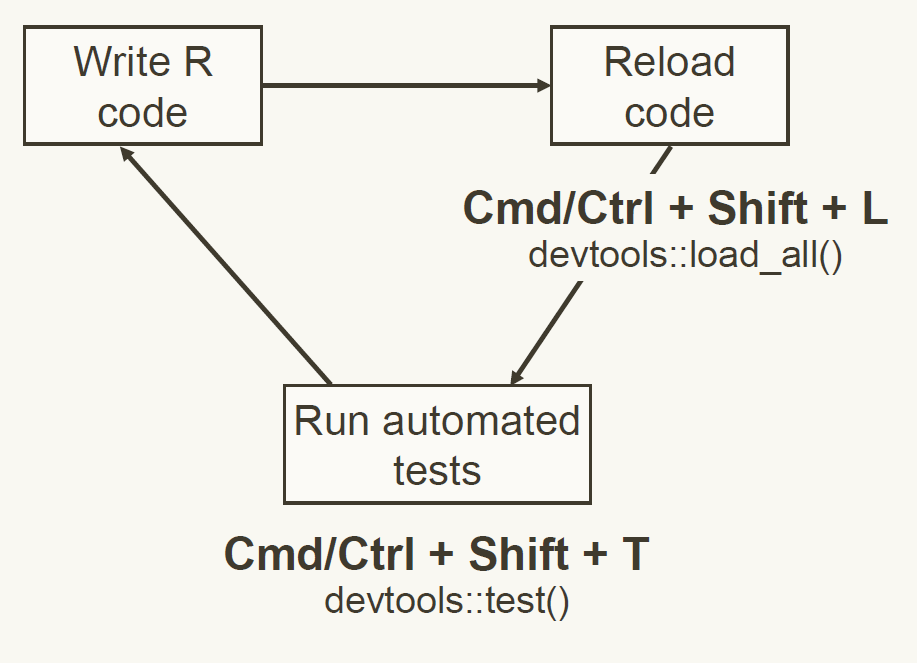 Write R
code
Reload
code
Cmd/Ctrl + Shift + L
devtools::load_all()
Run automated
tests
Cmd/Ctrl + Shift + T
devtools::test()